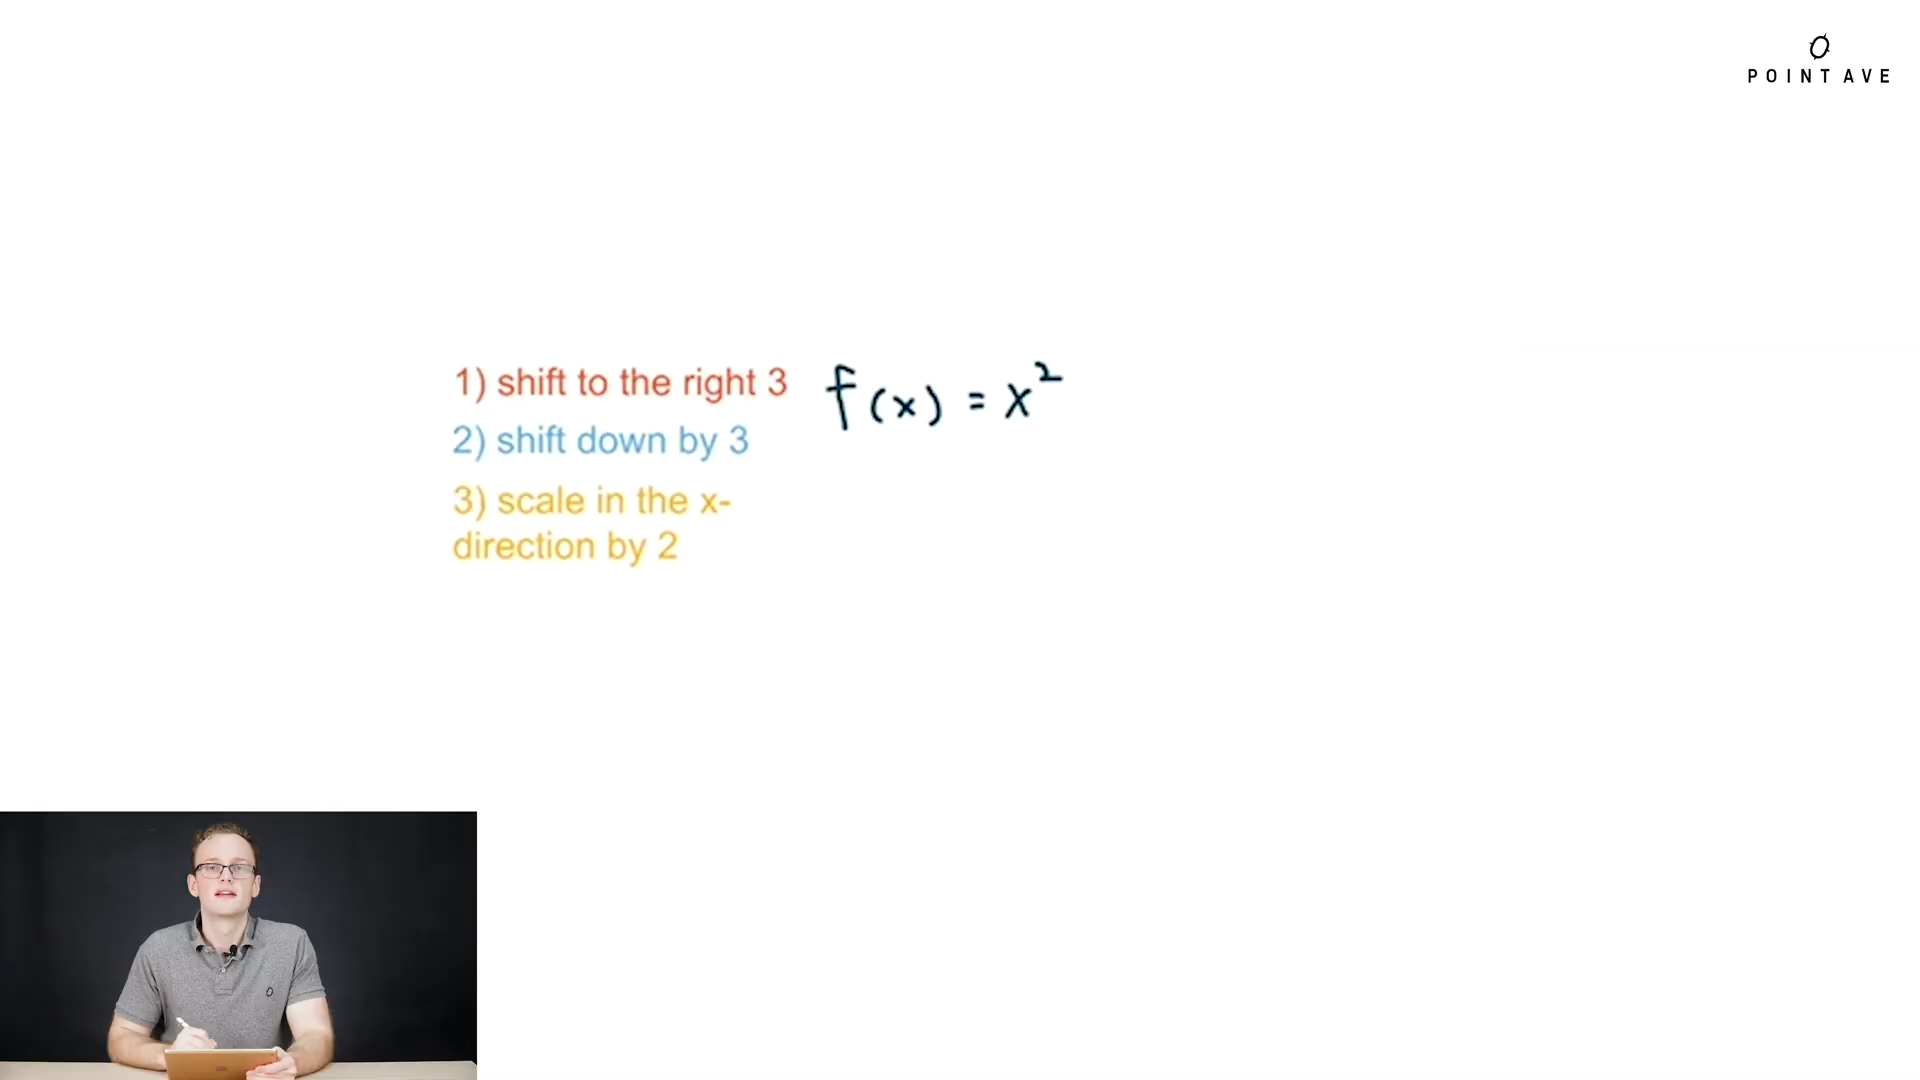 POINT AVE
1) shift to the right 3
f(x) = x²
2) shift down by 3
3) scale in the x-
direction by 2